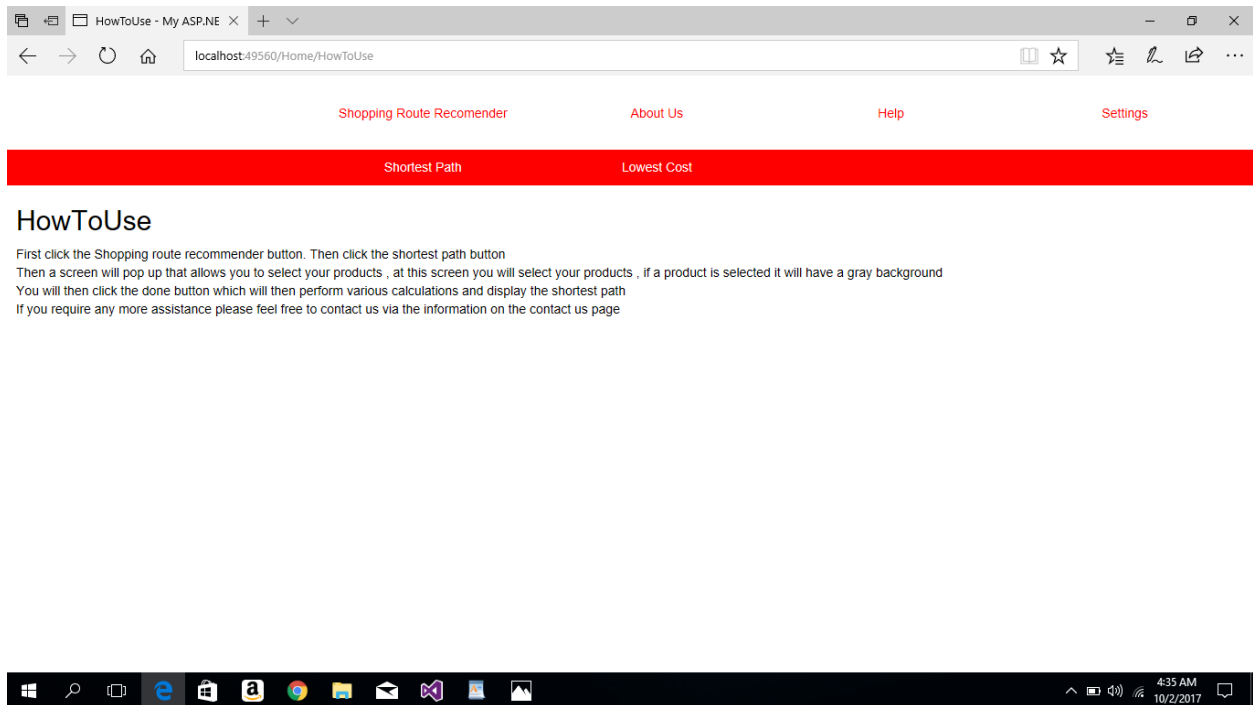 HowToUse - My ASP.NE
localhost:49560/Home/HowToUse
Shopping Route Recomender About Us Help Settings
Shortest Path Lowest Cost
HowToUse
First click the Shopping route recommender button. Then click the shortest path button
Then a screen will pop up that allows you to select your products , at this screen you will select your products , if a product is selected it will have a gray background
You will then click the done button which will then perform various calculations and display the shortest path
If you require any more assistance please feel free to contact us via the information on the contact us page
4:35 AM
10/2/2017